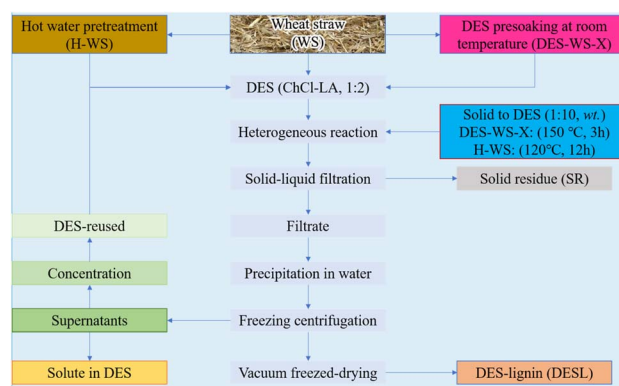 Hot water pretreatment
(H-WS)
Wheat straw
(WS)
DES presoaking at room
temperature (DES-WS-X)
DES (ChCl-LA, 1:2)
Heterogeneous reaction
Solid to DES (1:10, wt.)
DES-WS-X: (150 ℃, 3h)
H-WS: (120℃, 12h)
Solid-liquid filtration
Solid residue (SR)
DES-reused
Filtrate
Concentration
Precipitation in water
Supernatants
Freezing centrifugation
Solute in DES
Vacuum freezed-drying
DES-lignin (DESL)